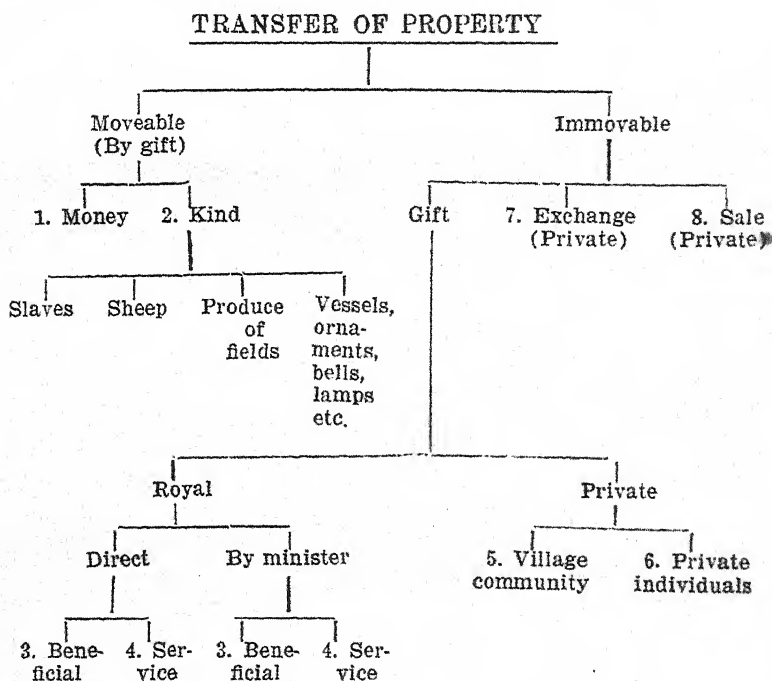 TRANSFER OF PROPERTY
Moveable
(By gift)
Immovable
1. Money
2. Kind
Gift
7. Exchange
(Private)
8. Sale
(Private)
Slaves
Sheep
Produce
of
fields
Vessels,
orna-
ments,
bells,
lamps
etc.
Royal
Private
Direct
By minister
5. Village
community
6. Private
individuals
3. Bene-
ficial
4. Ser-
vice
3. Bene-
ficial
4. Ser-
vice